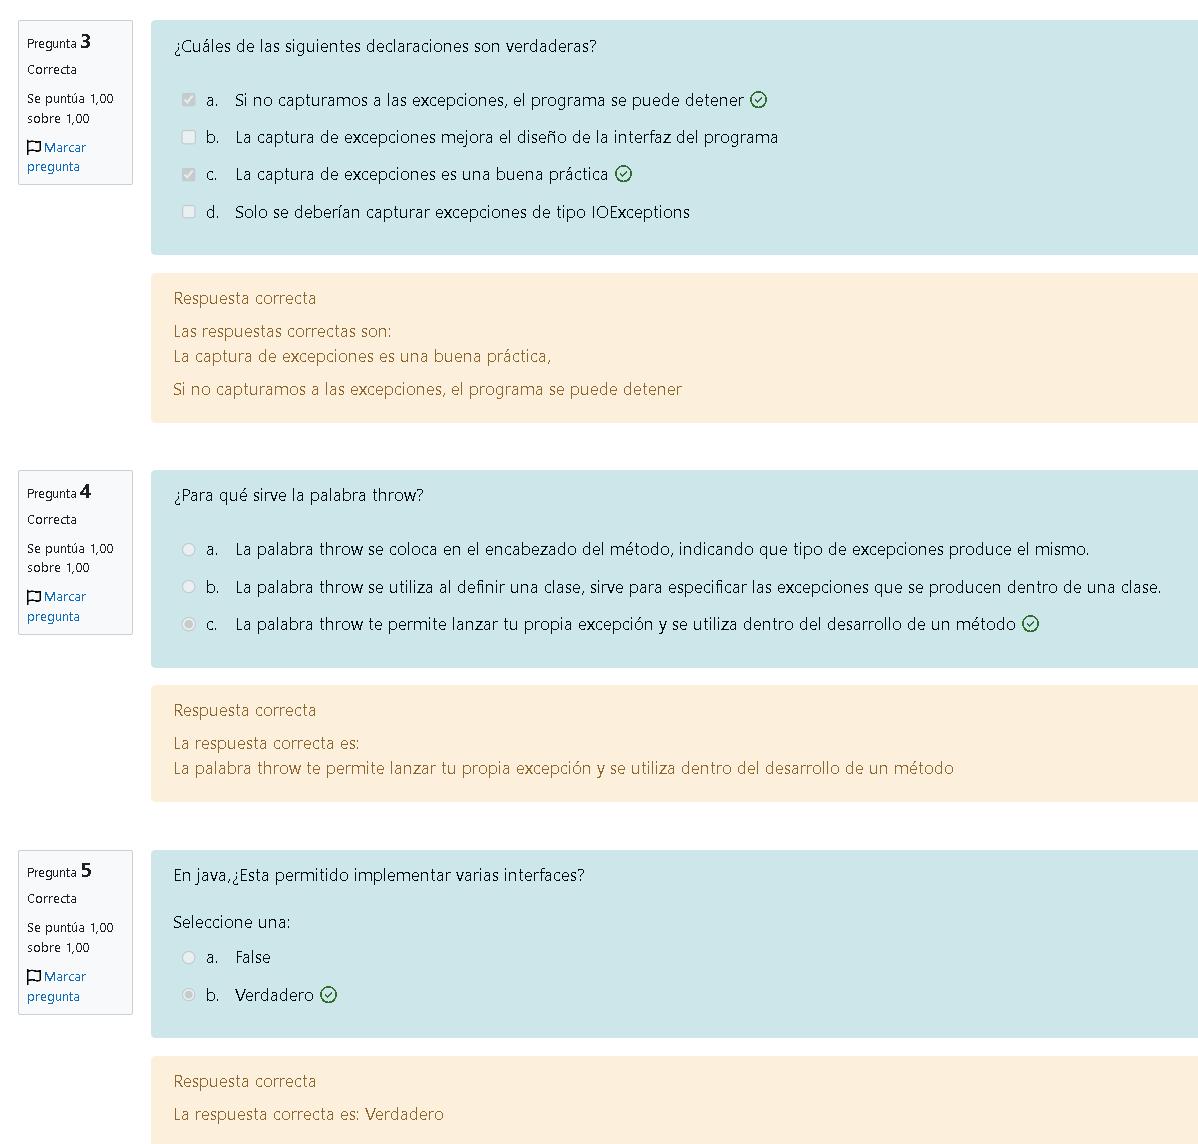 Pregunta 3
Correcta
Se puntúa 1,00
sobre 1,00
Marcar
pregunta
¿Cuáles de las siguientes declaraciones son verdaderas?
a. Si no capturamos a las excepciones, el programa se puede detener
b. La captura de excepciones mejora el diseño de la interfaz del programa
c. La captura de excepciones es una buena práctica
d. Solo se deberían capturar excepciones de tipo IOExceptions
Respuesta correcta
Las respuestas correctas son:
La captura de excepciones es una buena práctica,
Si no capturamos a las excepciones, el programa se puede detener
Pregunta 4
Correcta
Se puntúa 1,00
sobre 1,00
Marcar
pregunta
¿Para qué sirve la palabra throw?
a. La palabra throw se coloca en el encabezado del método, indicando que tipo de excepciones produce el mismo.
b. La palabra throw se utiliza al definir una clase, sirve para especificar las excepciones que se producen dentro de una clase.
c. La palabra throw te permite lanzar tu propia excepción y se utiliza dentro del desarrollo de un método
Respuesta correcta
La respuesta correcta es:
La palabra throw te permite lanzar tu propia excepción y se utiliza dentro del desarrollo de un método
Pregunta 5
Correcta
Se puntúa 1,00
sobre 1,00
Marcar
pregunta
En java,¿Esta permitido implementar varias interfaces?
Seleccione una:
a. False
b. Verdadero
Respuesta correcta
La respuesta correcta es: Verdadero